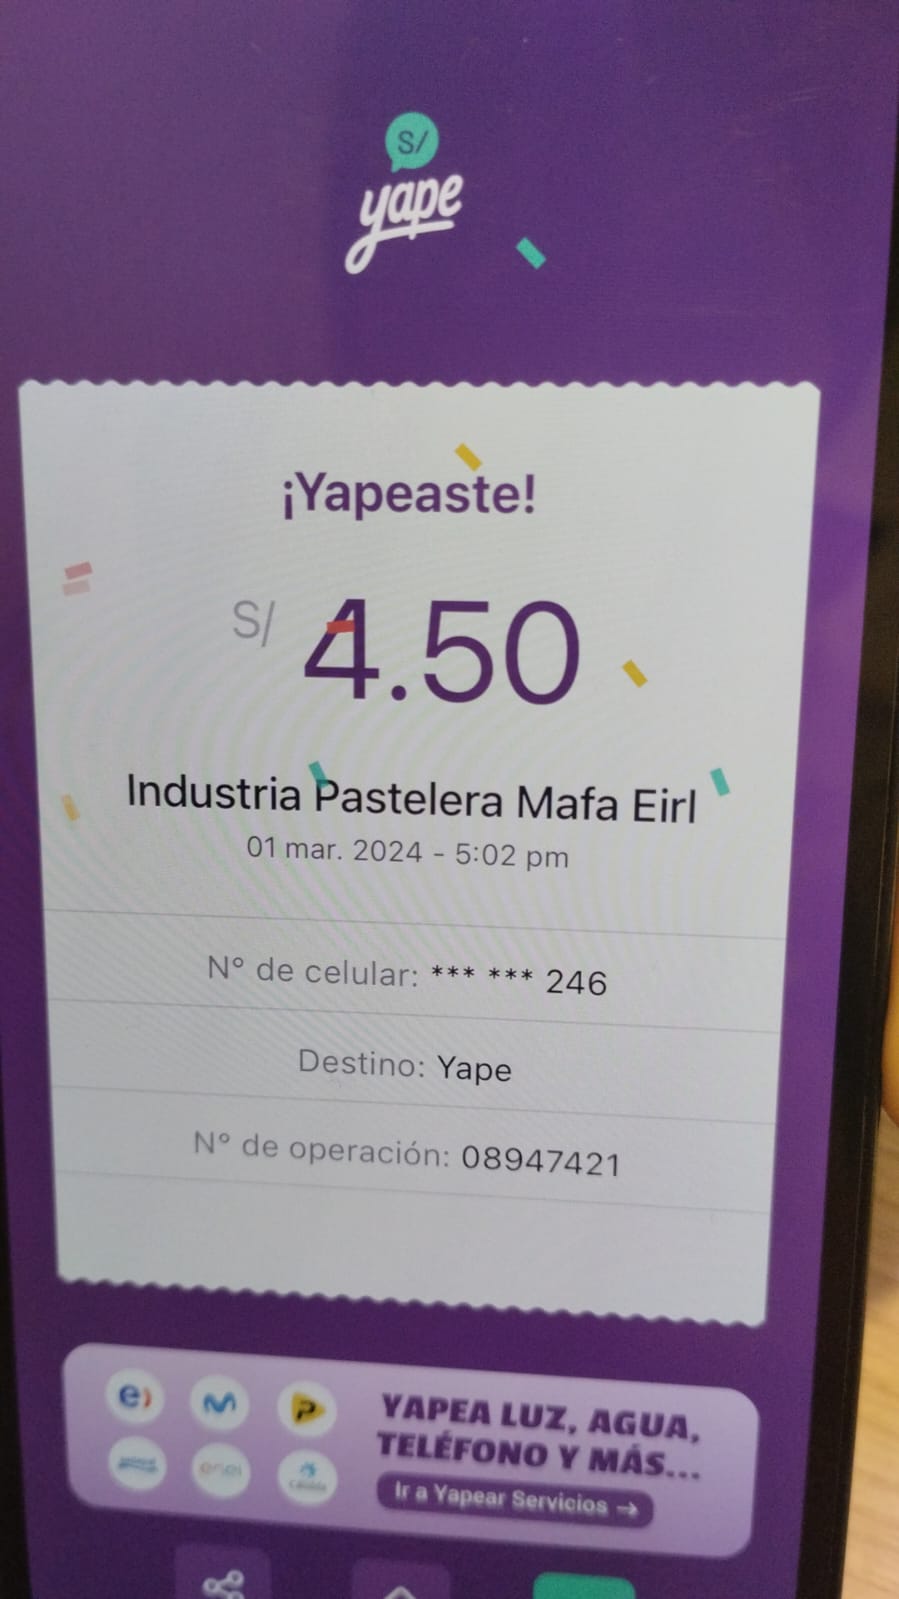 S/
yape
¡Yapeaste!
S/ 4.50
Industria Pastelera Mafa Eirl
01 mar. 2024 - 5:02 pm
N° de celular: *** *** 246
Destino: Yape
N° de operación: 08947421
e)
P
enel
YAPEA LUZ, AGUA,
TELÉFONO Y MÁS...
Ir a Yapear Servicios →